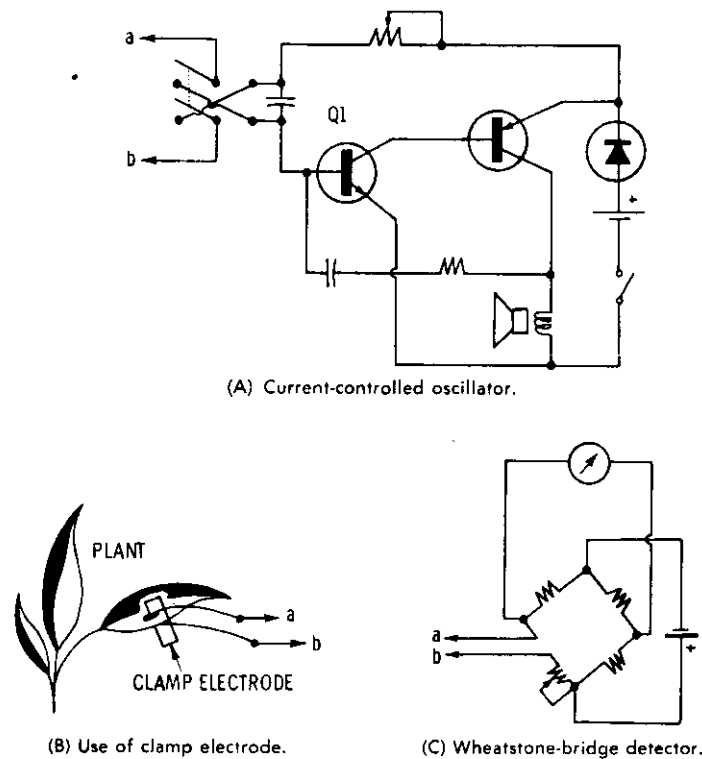 a
Q1
b
+
(A) Current-controlled oscillator.
PLANT
a
b
CLAMP ELECTRODE
(B) Use of clamp electrode.
a
b
+
(C) Wheatstone-bridge detector.